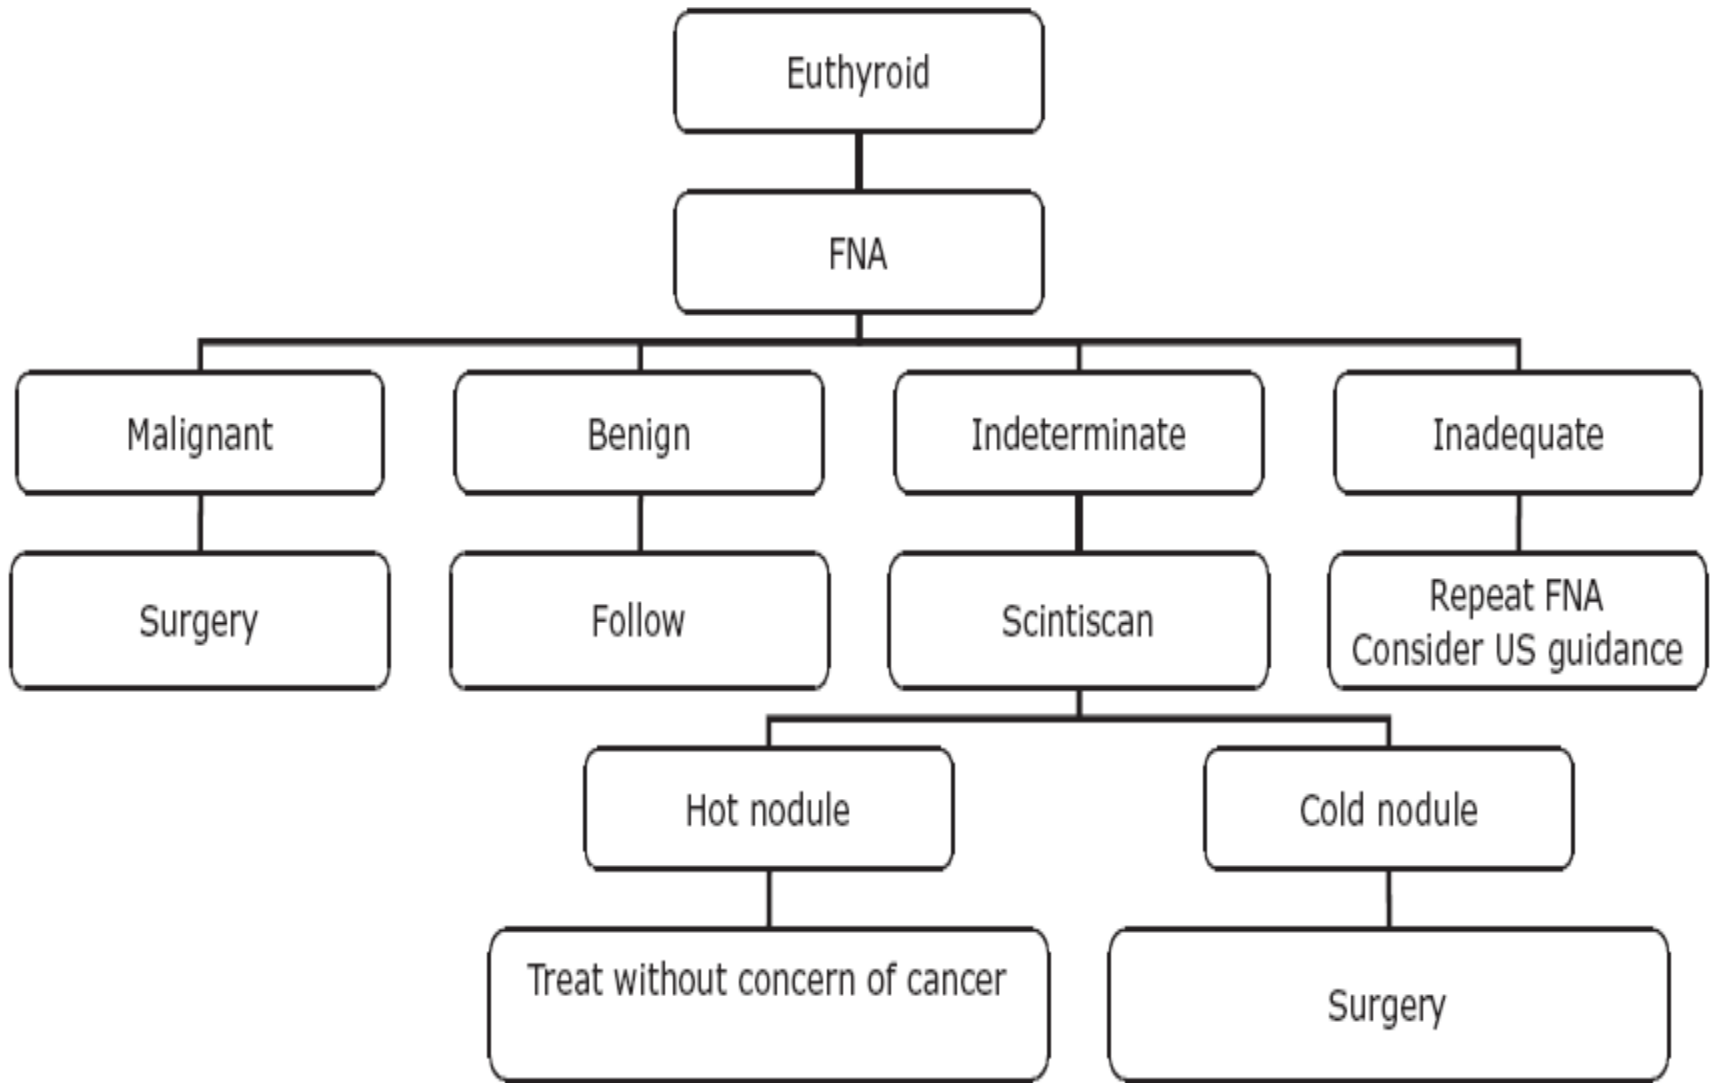 Euthyroid
FNA
Malignant
Benign
Indeterminate
Inadequate
Surgery
Follow
Scintiscan
Repeat FNA
Consider US guidance
Hot nodule
Cold nodule
Treat without concern of cancer
Surgery